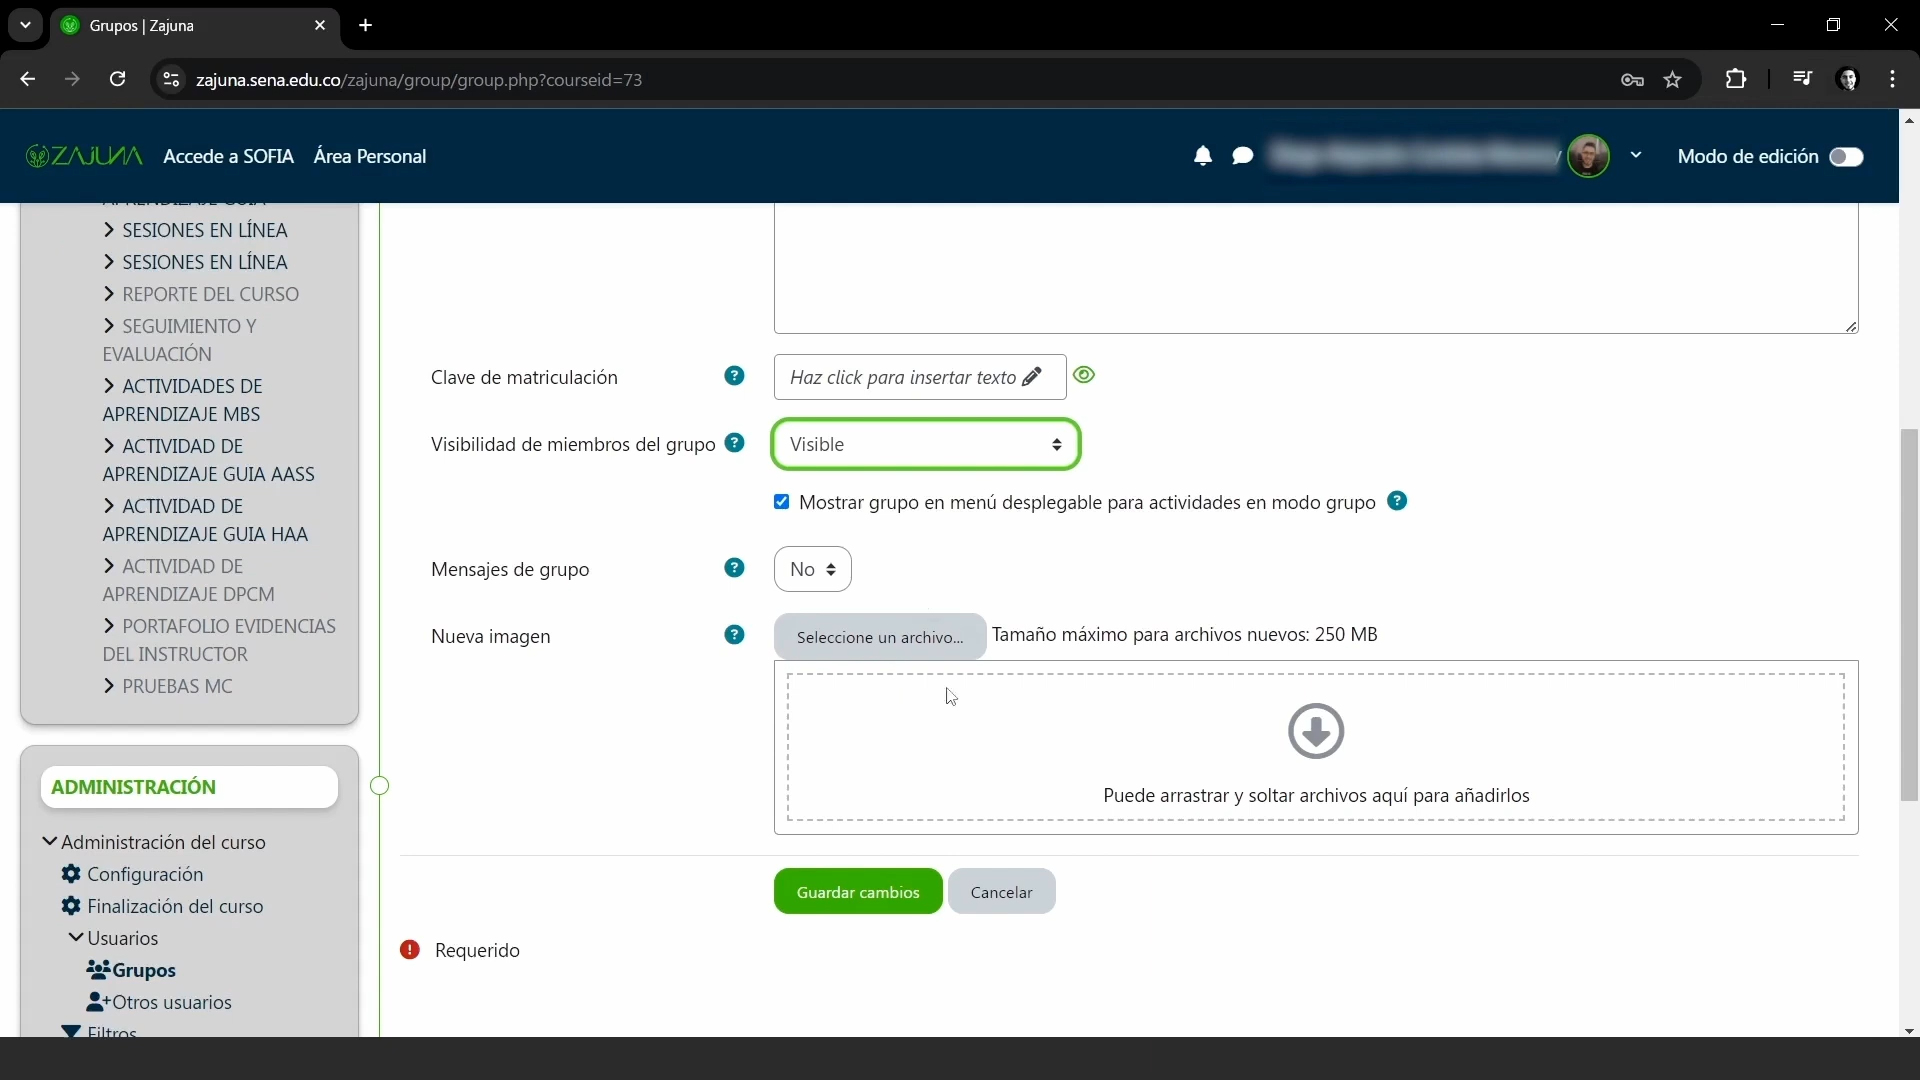 Grupos | Zajuna
zajuna.sena.edu.co/zajuna/group/group.php?courseid=73
ZAJUNA
Accede a SOFIA
Área Personal
Modo de edición
APRENDIZAJE GUIA
SESIONES EN LÍNEA
SESIONES EN LÍNEA
REPORTE DEL CURSO
SEGUIMIENTO Y
EVALUACIÓN
ACTIVIDADES DE
APRENDIZAJE MBS
ACTIVIDAD DE
APRENDIZAJE GUIA AASS
ACTIVIDAD DE
APRENDIZAJE GUIA HAA
ACTIVIDAD DE
APRENDIZAJE DPCM
PORTAFOLIO EVIDENCIAS
DEL INSTRUCTOR
PRUEBAS MC
ADMINISTRACIÓN
Administración del curso
Configuración
Finalización del curso
Usuarios
Grupos
Otros usuarios
Filtros
Clave de matriculación
Haz click para insertar texto
Visibilidad de miembros del grupo
Visible
Mostrar grupo en menú desplegable para actividades en modo grupo
Mensajes de grupo
No
Nueva imagen
Seleccione un archivo...
Tamaño máximo para archivos nuevos: 250 MB
Puede arrastrar y soltar archivos aquí para añadirlos
Guardar cambios
Cancelar
Requerido